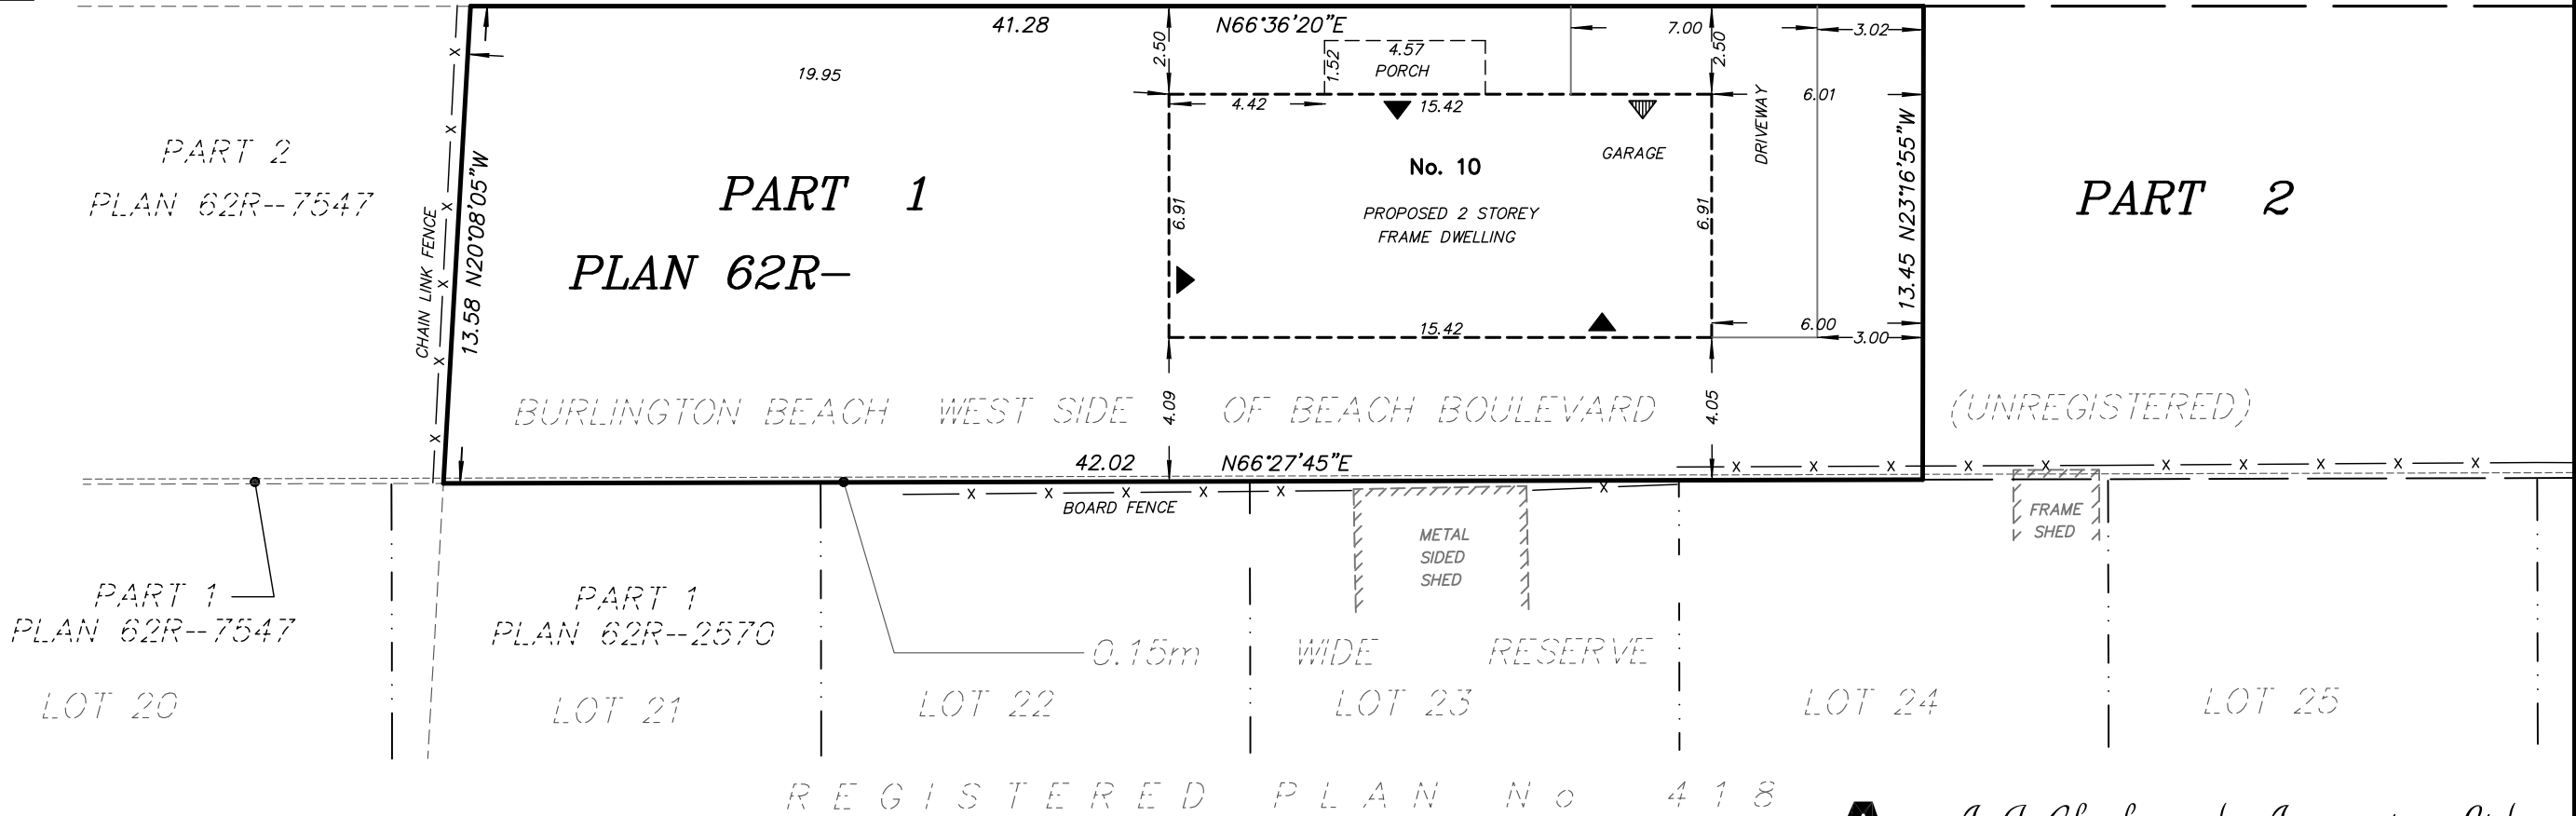 41.28 N66°36'20"E
2.50
7.00
2.50
3.02
1.52
4.57
PORCH
19.95
4.42
15.42
6.01
DRIVEWAY
GARAGE
No. 10
PROPOSED 2 STOREY
FRAME DWELLING
6.91
6.91
15.42
6.00
3.00
13.45 N23°16'55"W
PART 2
PLAN 62R--7547
CHAIN LINK FENCE
13.58 N20°08'05"W
PART 1
PLAN 62R-
PART 2
BURLINGTON BEACH WEST SIDE OF BEACH BOULEVARD (UNREGISTERED)
4.09
4.05
42.02 N66°27'45"E
BOARD FENCE
METAL
SIDED
SHED
FRAME
SHED
PART 1
PLAN 62R--7547
PART 1
PLAN 62R--2570
0.15m WIDE RESERVE
LOT 20
LOT 21
LOT 22
LOT 23
LOT 24
LOT 25
REGISTERED PLAN No 418